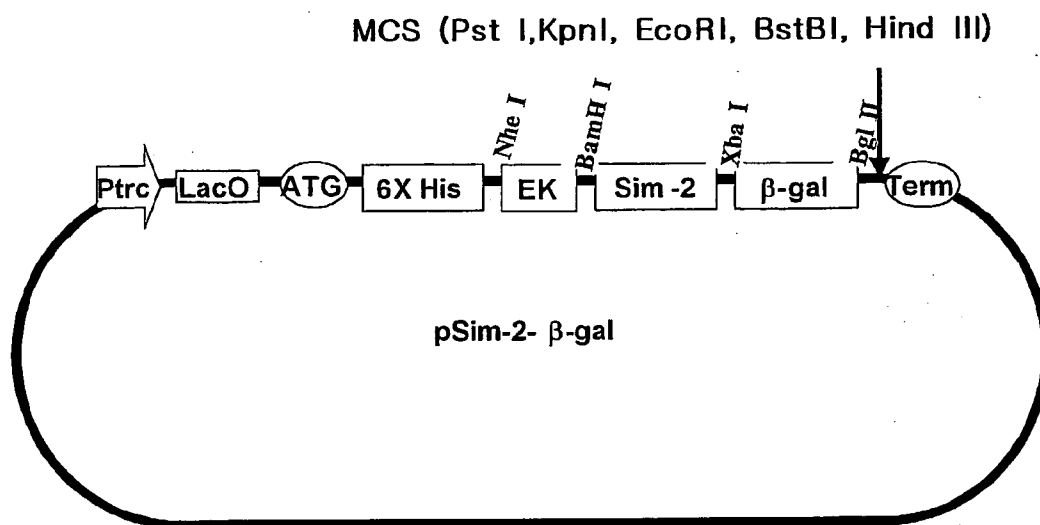 MCS (Pst I,KpnI, EcoRI, BstBI, Hind III)
Nhe I
BamH I
Xba I
Bgl II
Ptrc LacO ATG 6X His EK Sim -2 β-gal Term
pSim-2- β-gal